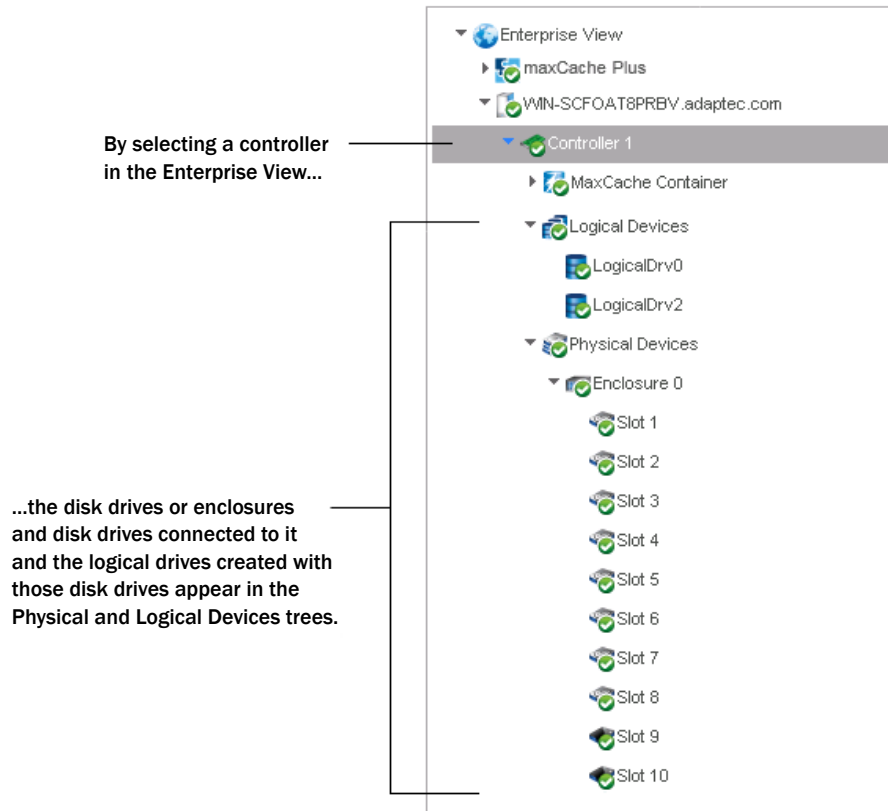 Enterprise View
maxCache Plus
WIN-SCFOAT8PRBV.adaptec.com
By selecting a controller
in the Enterprise View...
Controller 1
MaxCache Container
Logical Devices
LogicalDrv0
LogicalDrv2
Physical Devices
Enclosure 0
Slot 1
Slot 2
Slot 3
Slot 4
Slot 5
Slot 6
Slot 7
Slot 8
Slot 9
Slot 10
...the disk drives or enclosures
and disk drives connected to it
and the logical drives created with
those disk drives appear in the
Physical and Logical Devices trees.